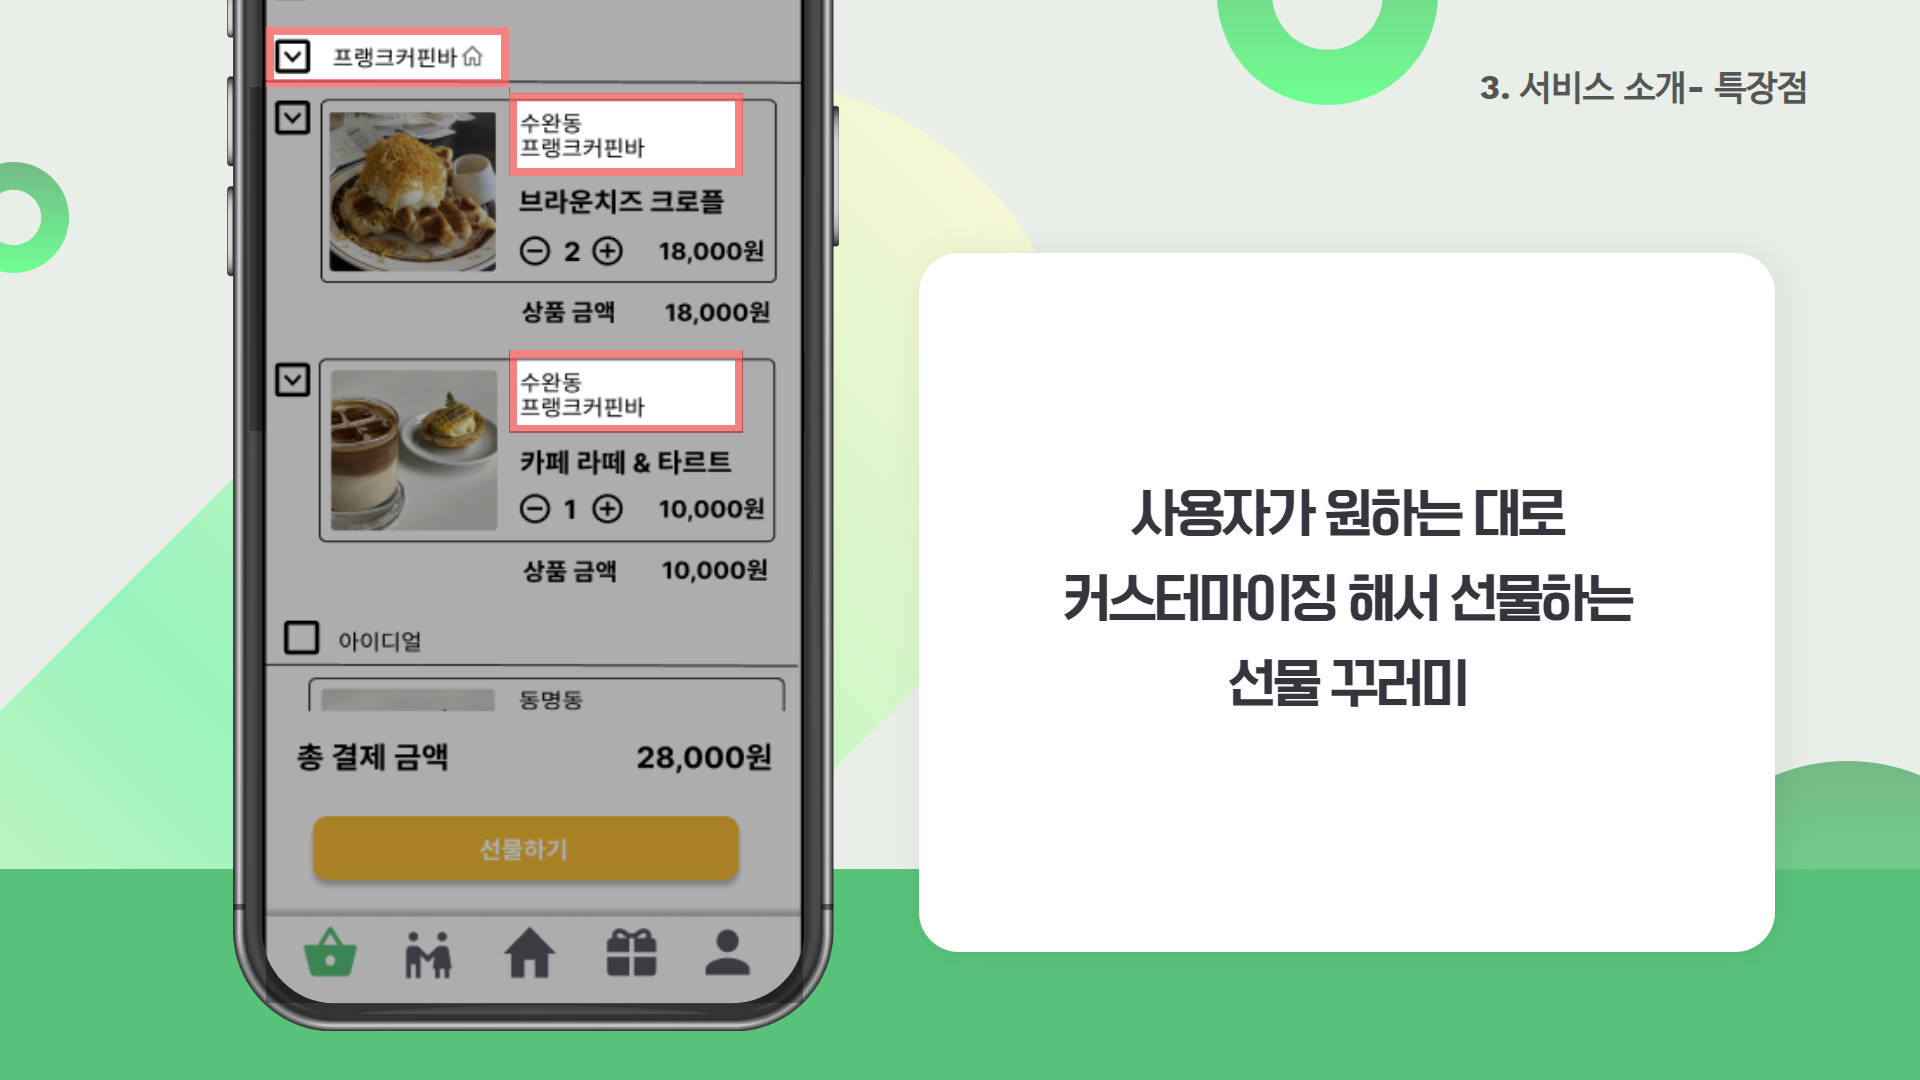 3. 서비스 소개- 특장점
프랭크커핀바
수완동
프랭크커핀바
브라운치즈 크로플
2 18,000원
상품 금액 18,000원
수완동
프랭크커핀바
카페 라떼 & 타르트
1 10,000원
상품 금액 10,000원
아이디얼
동명동
총 결제 금액 28,000원
선물하기
사용자가 원하는 대로
커스터마이징 해서 선물하는
선물 꾸러미